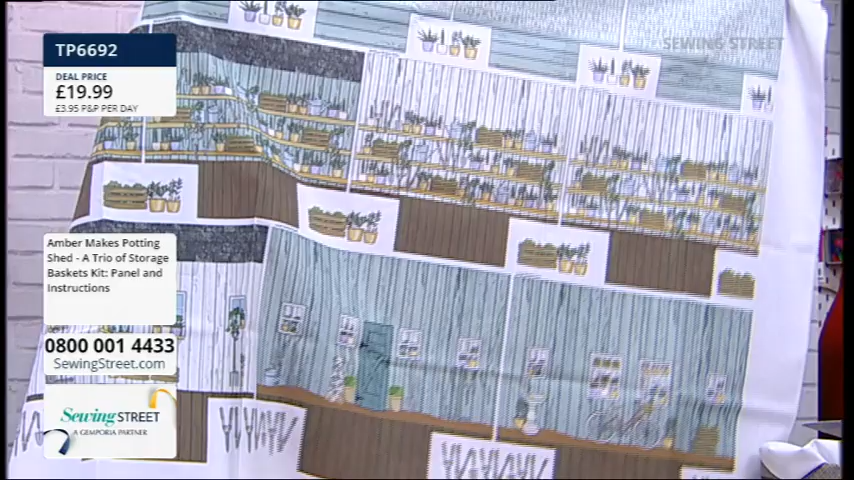 TP6692
DEAL PRICE
£19.99
£3.95 P&P PER DAY
SEWING STREET
Amber Makes Potting
Shed - A Trio of Storage
Baskets Kit: Panel and
Instructions
0800 001 4433
SewingStreet.com
Sewing STREET
A GEMPORIA PARTNER